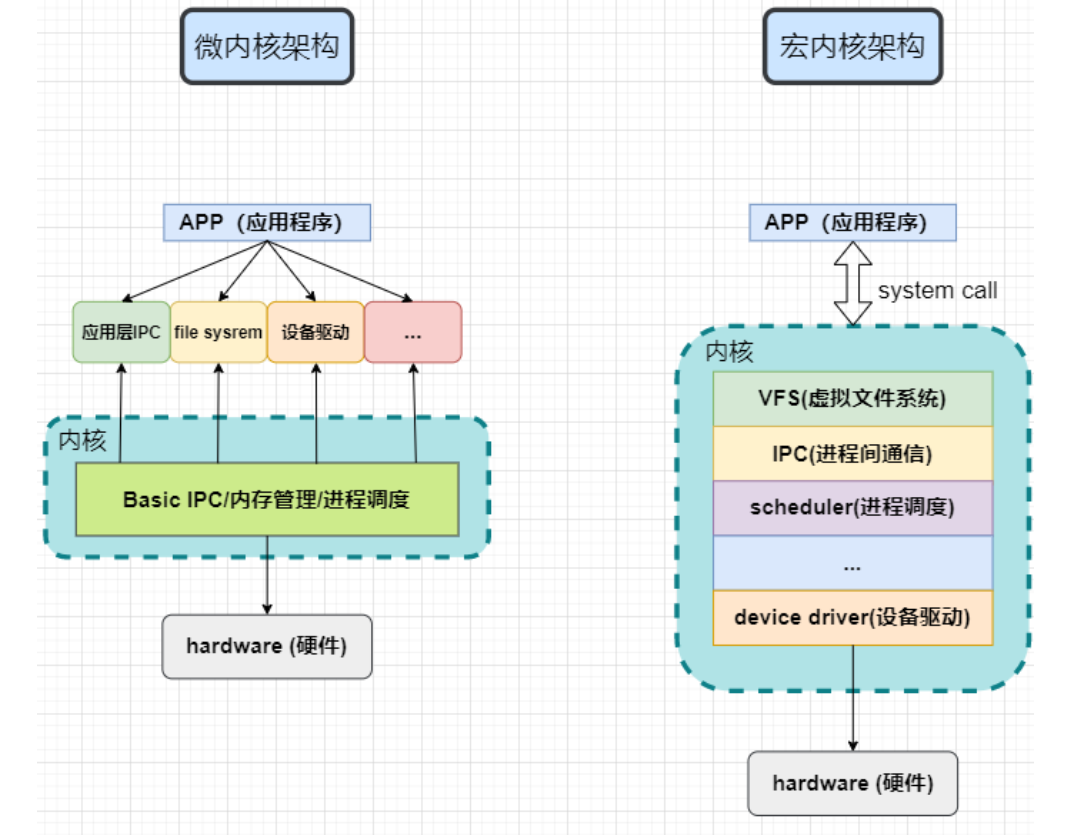 微内核架构
APP（应用程序）
应用层IPC
file sysrem
设备驱动
...
内核
Basic IPC/内存管理/进程调度
hardware (硬件)
宏内核架构
APP（应用程序）
system call
内核
VFS(虚拟文件系统)
IPC(进程间通信)
scheduler(进程调度)
...
device driver(设备驱动)
hardware (硬件)